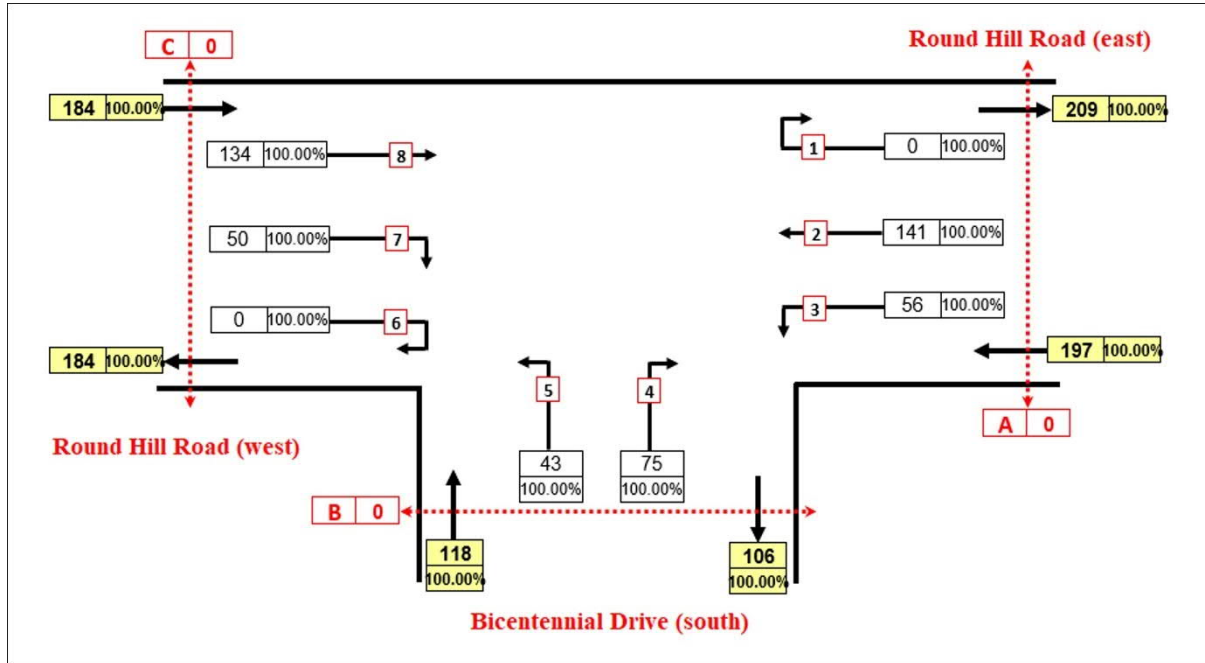 C 0
Round Hill Road (east)
184 100.00%
209 100.00%
134 100.00% 8
1 0 100.00%
50 100.00% 7
2 141 100.00%
0 100.00% 6
3 56 100.00%
184 100.00%
197 100.00%
5
4
A 0
Round Hill Road (west)
43
100.00%
75
100.00%
B 0
118
100.00%
106
100.00%
Bicentennial Drive (south)